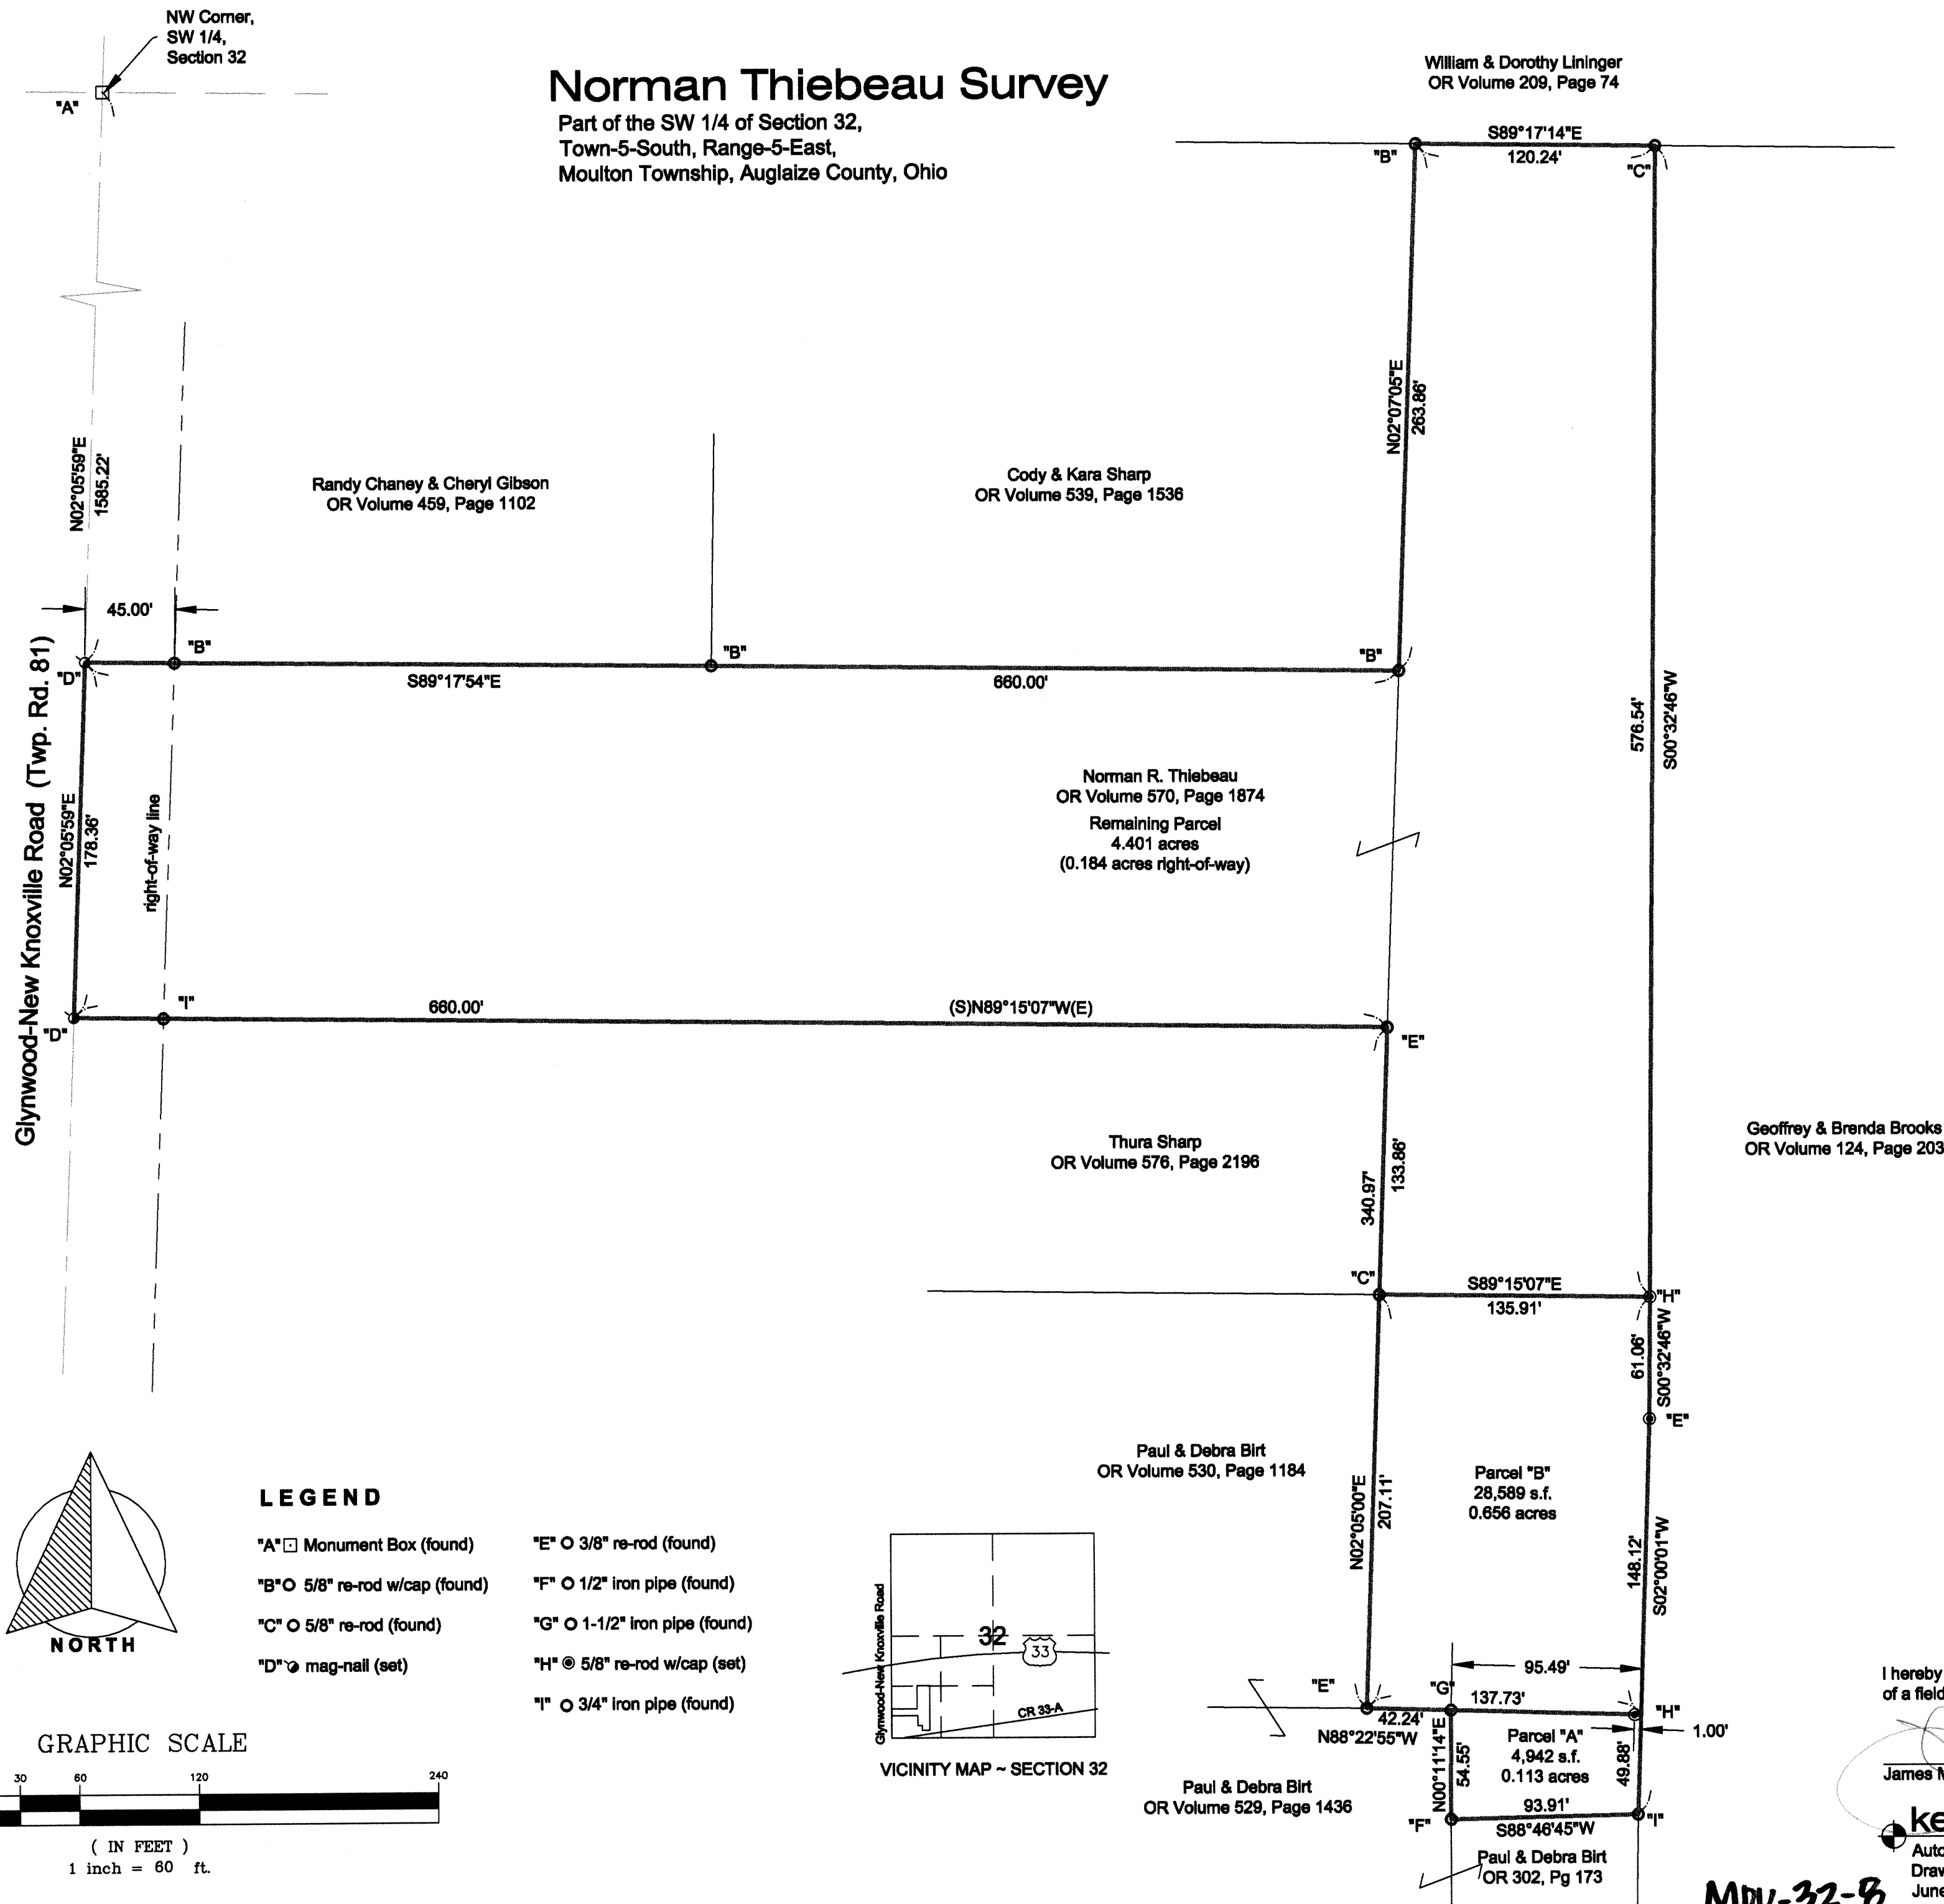 NW Corner,
SW 1/4,
Section 32
"A"
Norman Thiebeau Survey
Part of the SW 1/4 of Section 32,
Town-5-South, Range-5-East,
Moulton Township, Auglaize County, Ohio
William & Dorothy Lininger
OR Volume 209, Page 74
S89°17'14"E
120.24'
"B"
"C"
N02°07'05"E
263.86'
N02°05'59"E
1585.22'
Randy Chaney & Cheryl Gibson
OR Volume 459, Page 1102
Cody & Kara Sharp
OR Volume 539, Page 1536
45.00'
"B"
"B"
"B"
"D"
S89°17'54"E
660.00'
576.54'
S00°32'46"W
Glynwood-New Knoxville Road (Twp. Rd. 81)
N02°05'59"E
178.36'
right-of-way line
Norman R. Thiebeau
OR Volume 570, Page 1874
Remaining Parcel
4.401 acres
(0.184 acres right-of-way)
"I"
660.00'
(S)N89°15'07"W(E)
"D"
"E"
Thura Sharp
OR Volume 576, Page 2196
340.97'
133.86'
Geoffrey & Brenda Brooks
OR Volume 124, Page 203
"C"
S89°15'07"E
135.91'
"H"
61.06'
S00°32'46"W
"E"
Paul & Debra Birt
OR Volume 530, Page 1184
Parcel "B"
28,589 s.f.
0.656 acres
N02°05'00"E
207.11'
148.12'
S02°00'01"W
NORTH
LEGEND
"A" Monument Box (found)
"B" 5/8" re-rod w/cap (found)
"C" 5/8" re-rod (found)
"D" mag-nail (set)
"E" 3/8" re-rod (found)
"F" 1/2" iron pipe (found)
"G" 1-1/2" iron pipe (found)
"H" 5/8" re-rod w/cap (set)
"I" 3/4" iron pipe (found)
Glynwood-New Knoxville Road
32
33
CR 33-A
VICINITY MAP ~ SECTION 32
95.49'
"E"
"G"
137.73'
"H"
42.24'
N88°22'55"W
1.00'
Parcel "A"
4,942 s.f.
0.113 acres
N00°11'14"E
54.55'
49.88'
93.91'
S88°46'45"W
"F"
"I"
Paul & Debra Birt
OR Volume 529, Page 1436
Paul & Debra Birt
OR 302, Pg 173
GRAPHIC SCALE
30 60 120 240
( IN FEET )
1 inch = 60 ft.
I hereby
of a field
James M
ke
Auto
Draw
June
MOU-32-8